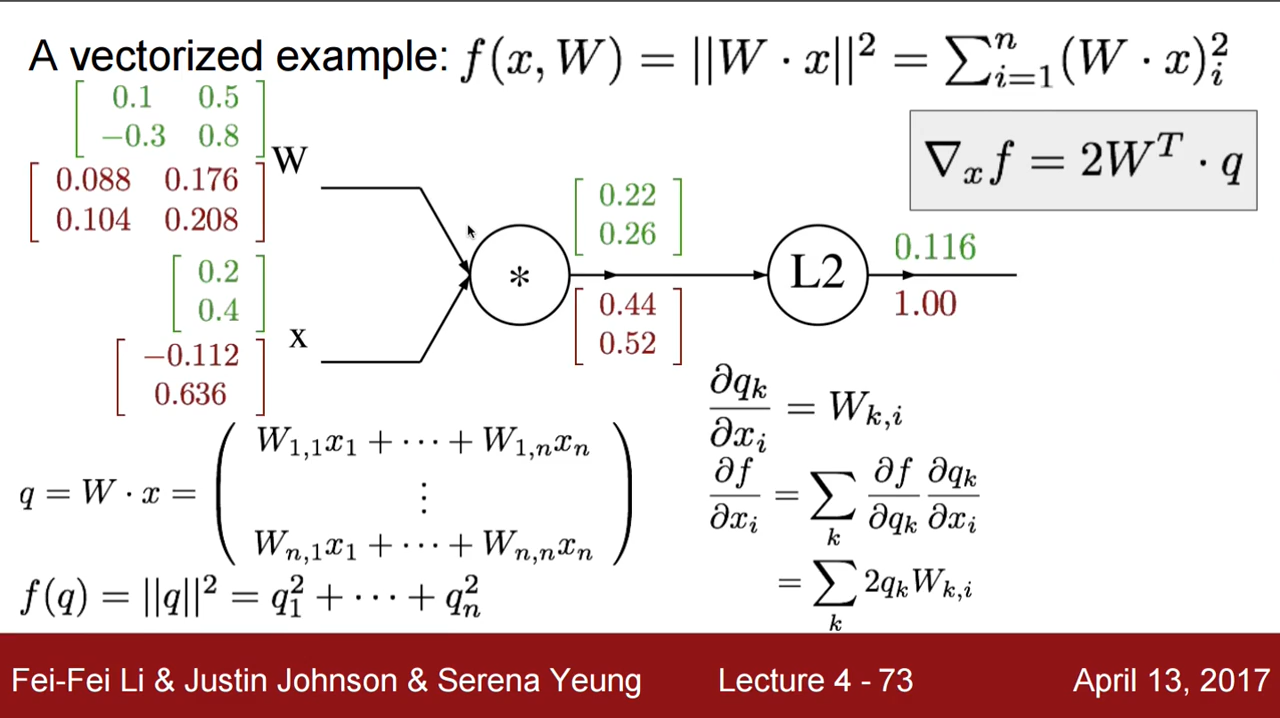 A vectorized example: f(x, W) = ||W · x||² = ∑ⁿᵢ₌₁(W · x)²ᵢ
0.1 0.5
−0.3 0.8
W
0.088 0.176
0.104 0.208
∇ₓf = 2Wᵀ · q
0.22
0.26
0.2
0.4
*
L2
0.116
1.00
0.44
0.52
x
−0.112
0.636
∂qₖ/∂xᵢ = Wₖ,ᵢ
q = W · x = ( W₁,₁x₁ + ··· + W₁,ₙxₙ
⋮
Wₙ,₁x₁ + ··· + Wₙ,ₙxₙ )
∂f/∂xᵢ = ∑ₖ ∂f/∂qₖ ∂qₖ/∂xᵢ
= ∑ₖ 2qₖWₖ,ᵢ
f(q) = ||q||² = q₁² + ··· + qₙ²
Fei-Fei Li & Justin Johnson & Serena Yeung
Lecture 4 - 73
April 13, 2017